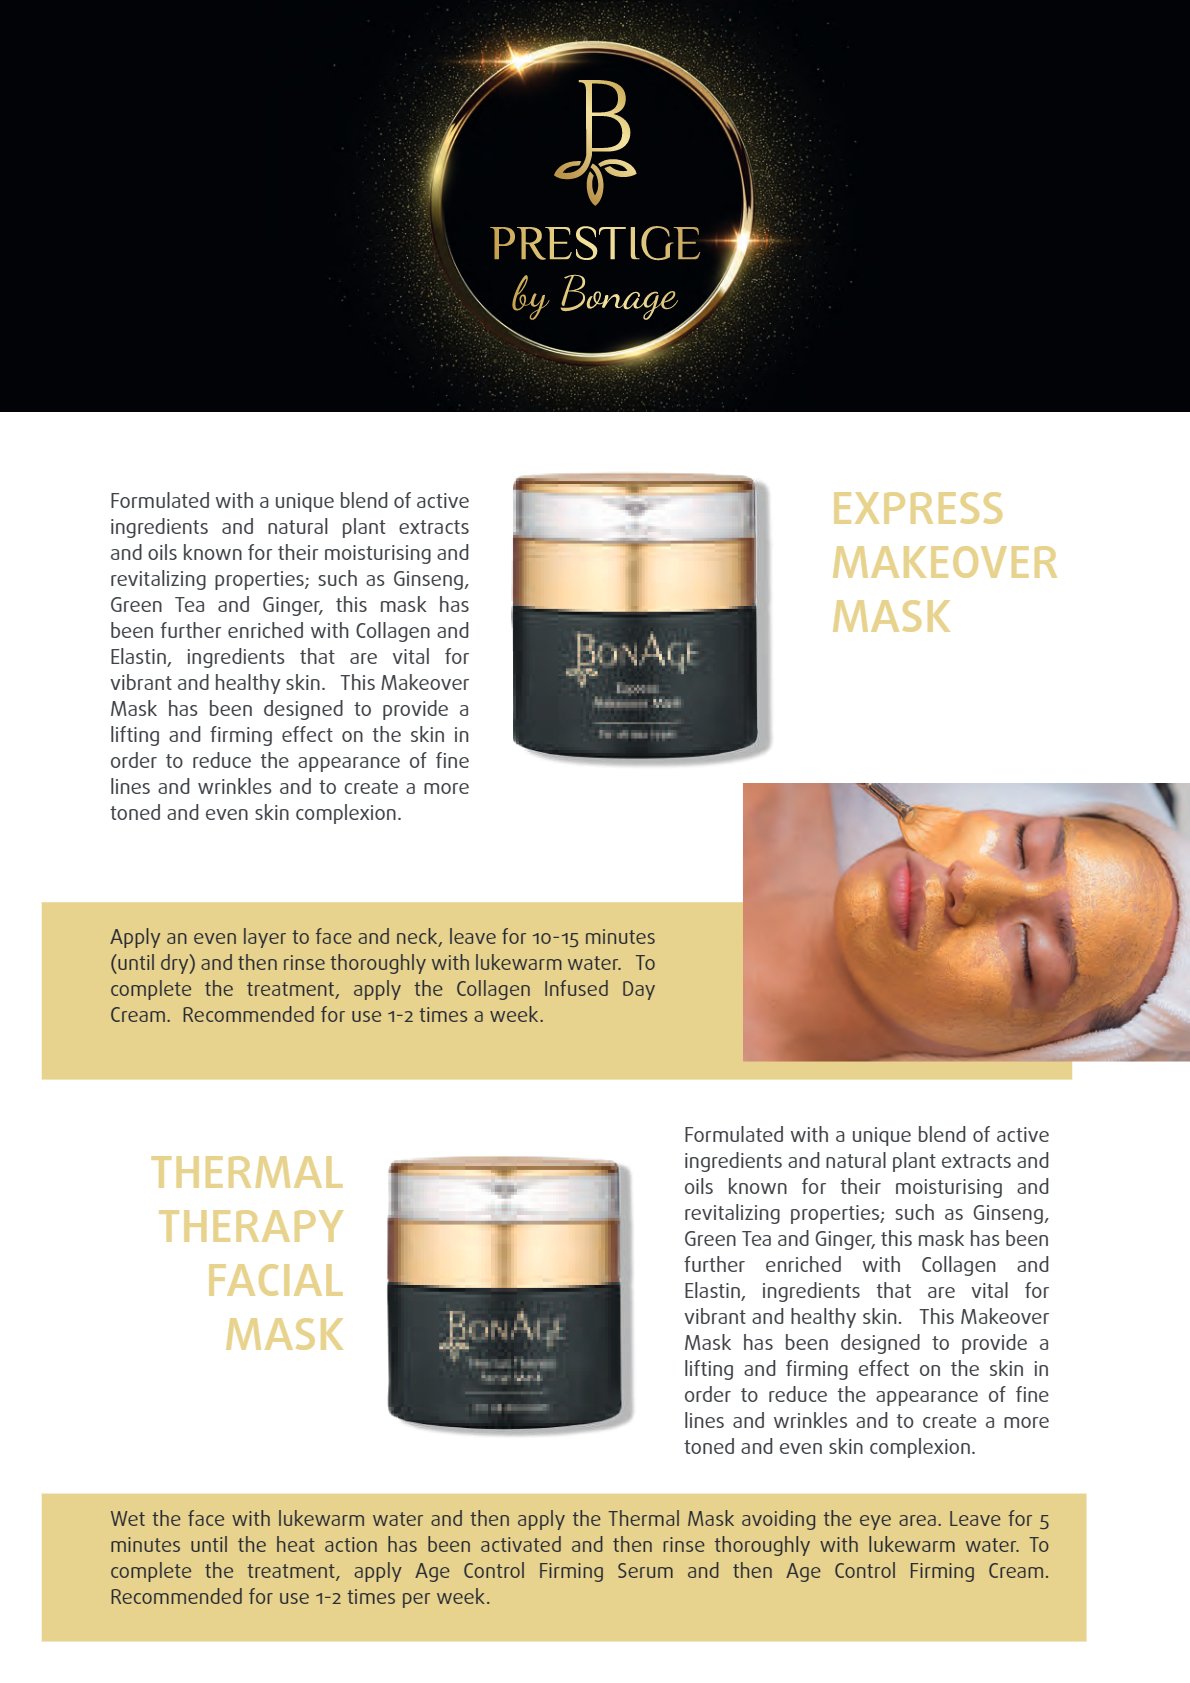 B
PRESTIGE
by Bonage
Formulated with a unique blend of active
ingredients and natural plant extracts
and oils known for their moisturising and
revitalizing properties; such as Ginseng,
Green Tea and Ginger, this mask has
been further enriched with Collagen and
Elastin, ingredients that are vital for
vibrant and healthy skin. This Makeover
Mask has been designed to provide a
lifting and firming effect on the skin in
order to reduce the appearance of fine
lines and wrinkles and to create a more
toned and even skin complexion.
BONAGE
Express
Makeover Mask
EXPRESS
MAKEOVER
MASK
Apply an even layer to face and neck, leave for 10-15 minutes
(until dry) and then rinse thoroughly with lukewarm water. To
complete the treatment, apply the Collagen Infused Day
Cream. Recommended for use 1-2 times a week.
THERMAL
THERAPY
FACIAL
MASK
BONAGE
Thermal Therapy
Facial Mask
Formulated with a unique blend of active
ingredients and natural plant extracts and
oils known for their moisturising and
revitalizing properties; such as Ginseng,
Green Tea and Ginger, this mask has been
further enriched with Collagen and
Elastin, ingredients that are vital for
vibrant and healthy skin. This Makeover
Mask has been designed to provide a
lifting and firming effect on the skin in
order to reduce the appearance of fine
lines and wrinkles and to create a more
toned and even skin complexion.
Wet the face with lukewarm water and then apply the Thermal Mask avoiding the eye area. Leave for 5
minutes until the heat action has been activated and then rinse thoroughly with lukewarm water. To
complete the treatment, apply Age Control Firming Serum and then Age Control Firming Cream.
Recommended for use 1-2 times per week.